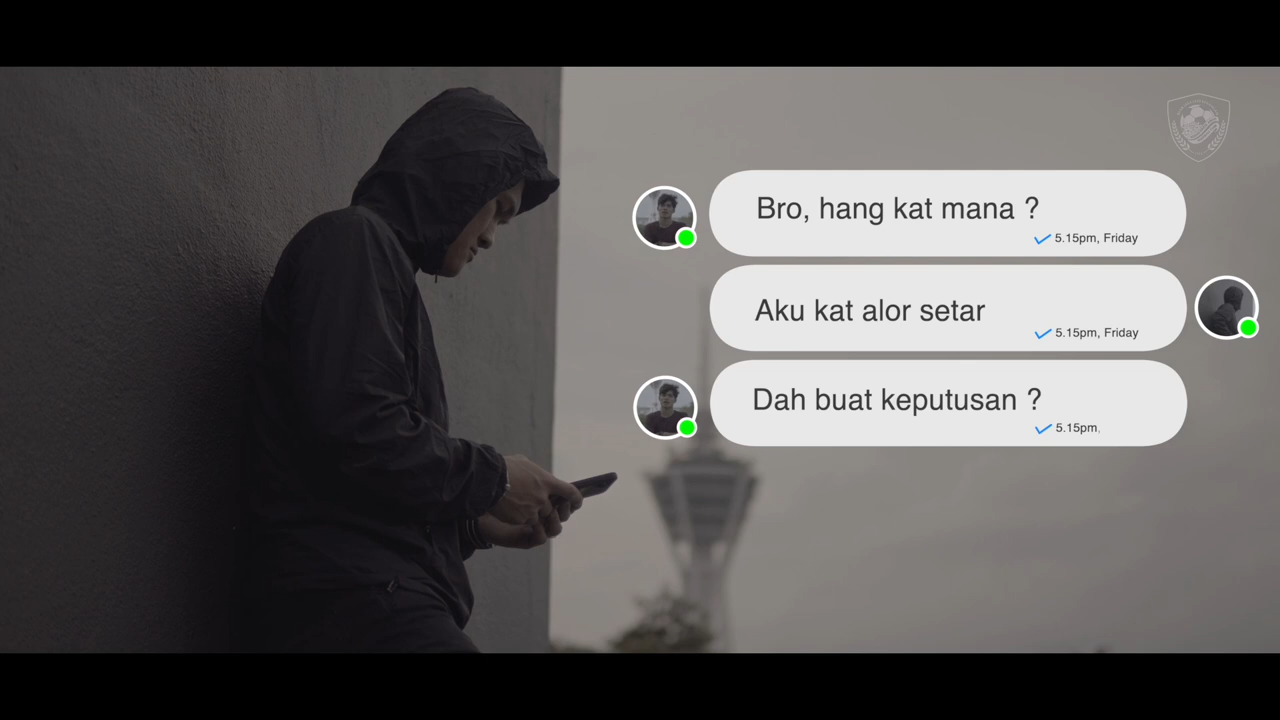 Bro, hang kat mana ?
5.15pm, Friday
Aku kat alor setar
5.15pm, Friday
Dah buat keputusan ?
5.15pm,